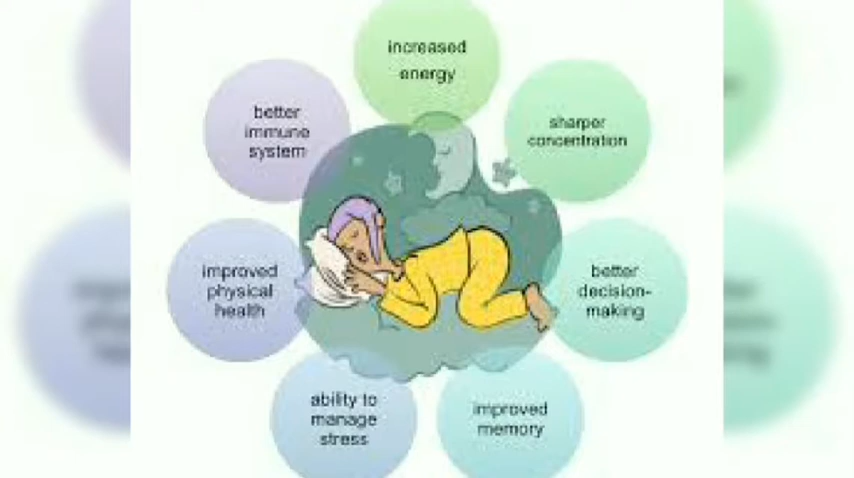 increased
energy
sharper
concentration
better
decision-
making
improved
memory
ability to
manage
stress
improved
physical
health
better
immune
system